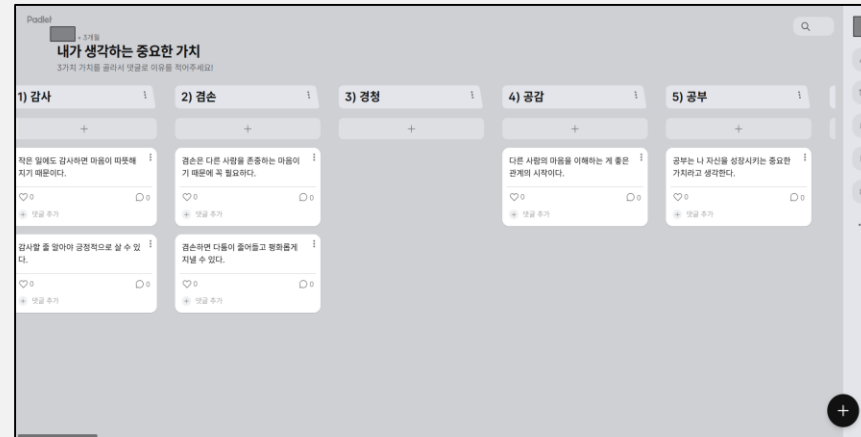 Padlet
• 3개월
내가 생각하는 중요한 가치
3가지 가치를 골라서 댓글로 이유를 적어주세요!
1) 감사
2) 겸손
3) 경청
4) 공감
5) 공부
작은 일에도 감사하면 마음이 따뜻해
지기 때문이다.
0
0
댓글 추가
감사할 줄 알아야 긍정적으로 살 수 있
다.
0
0
댓글 추가
겸손은 다른 사람을 존중하는 마음이
기 때문에 꼭 필요하다.
0
0
댓글 추가
겸손하면 다툼이 줄어들고 평화롭게
지낼 수 있다.
0
0
댓글 추가
다른 사람의 마음을 이해하는 게 좋은
관계의 시작이다.
0
0
댓글 추가
공부는 나 자신을 성장시키는 중요한
가치라고 생각한다.
0
0
댓글 추가